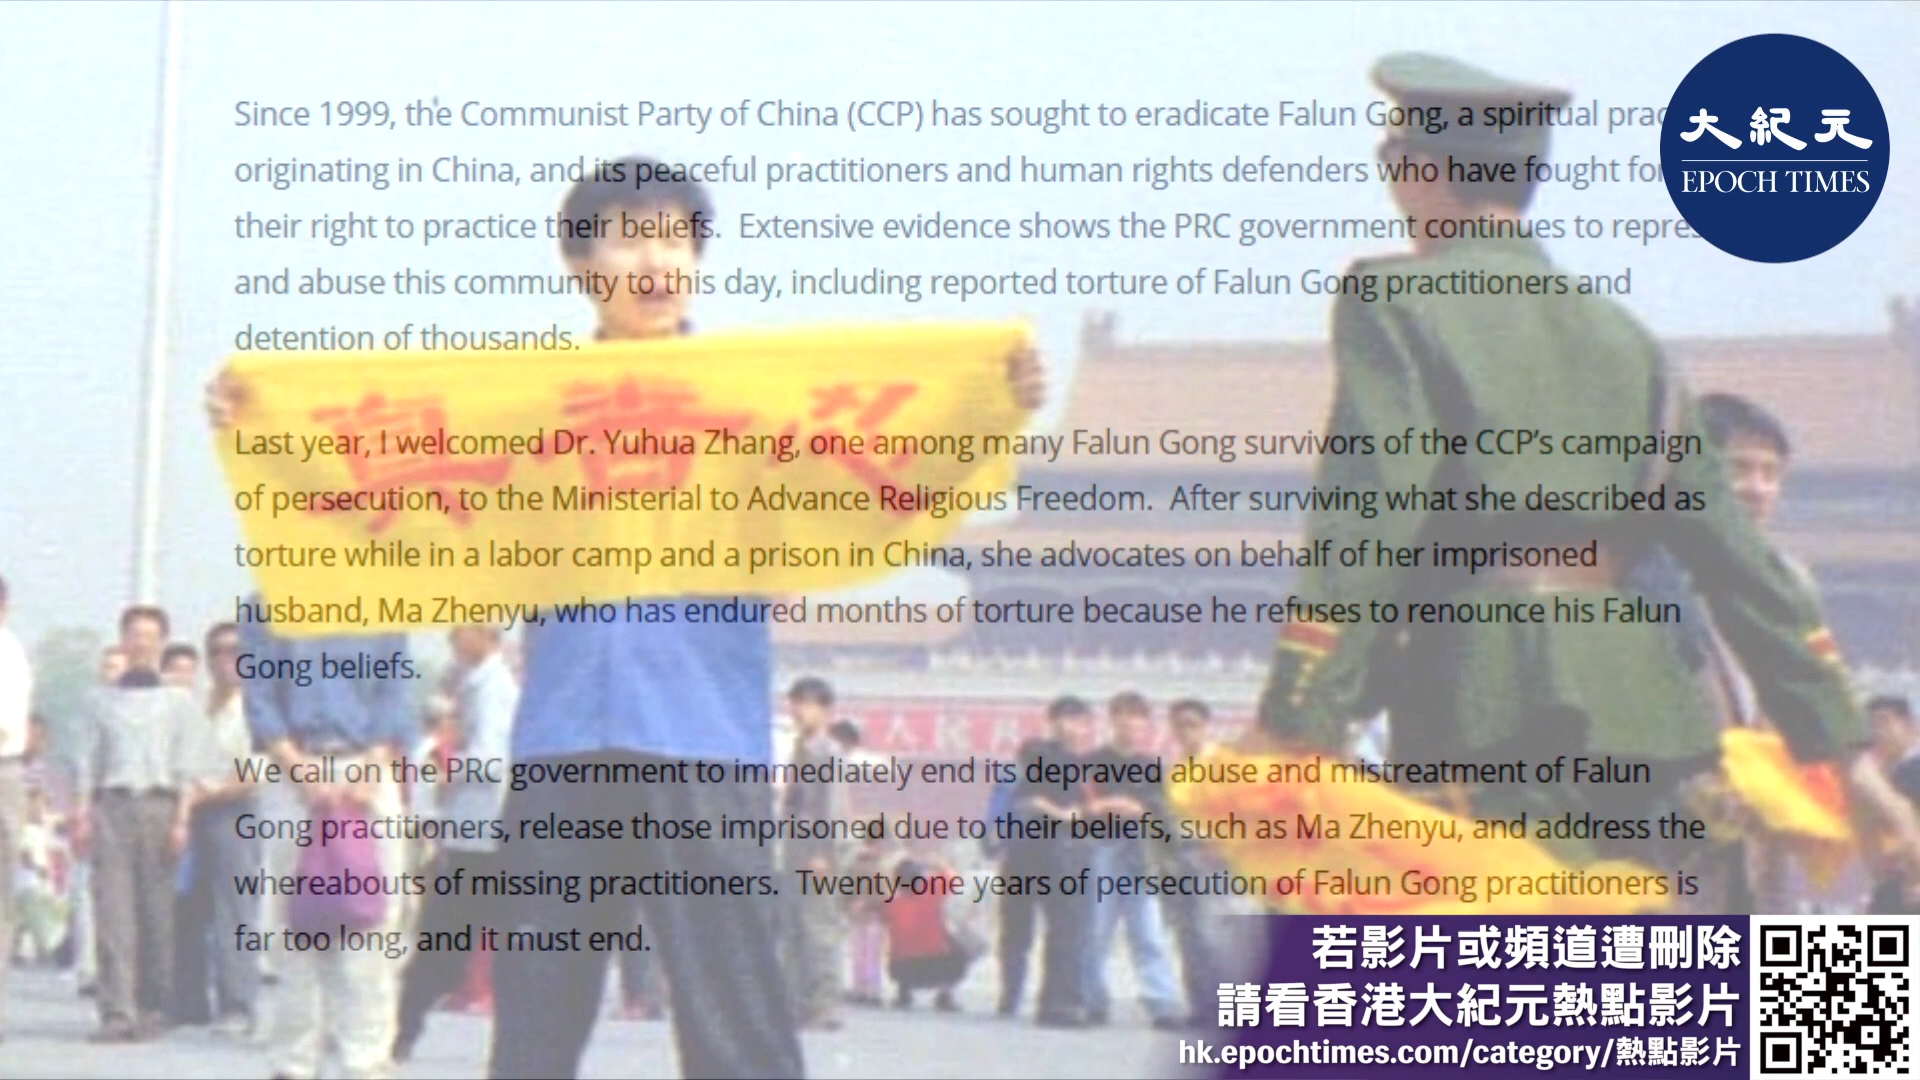 Since 1999, the Communist Party of China (CCP) has sought to eradicate Falun Gong, a spiritual
originating in China, and its peaceful practitioners and human rights defenders who have fought for
their right to practice their beliefs.  Extensive evidence shows the PRC government continues to
and abuse this community to this day, including reported torture of Falun Gong practitioners and
detention of thousands.
Last year, I welcomed Dr. Yuhua Zhang, one among many Falun Gong survivors of the CCP’s campaign
of persecution, to the Ministerial to Advance Religious Freedom.  After surviving what she described as
torture while in a labor camp and a prison in China, she advocates on behalf of her imprisoned
husband, Ma Zhenyu, who has endured months of torture because he refuses to renounce his Falun
Gong beliefs.
We call on the PRC government to immediately end its depraved abuse and mistreatment of Falun
Gong practitioners, release those imprisoned due to their beliefs, such as Ma Zhenyu, and address the
whereabouts of missing practitioners.  Twenty-one years of persecution of Falun Gong practitioners is
far too long, and it must end.
大紀元
EPOCH TIMES
真善忍
若影片或頻道遭刪除
請看香港大紀元熱點影片
hk.epochtimes.com/category/熱點影片